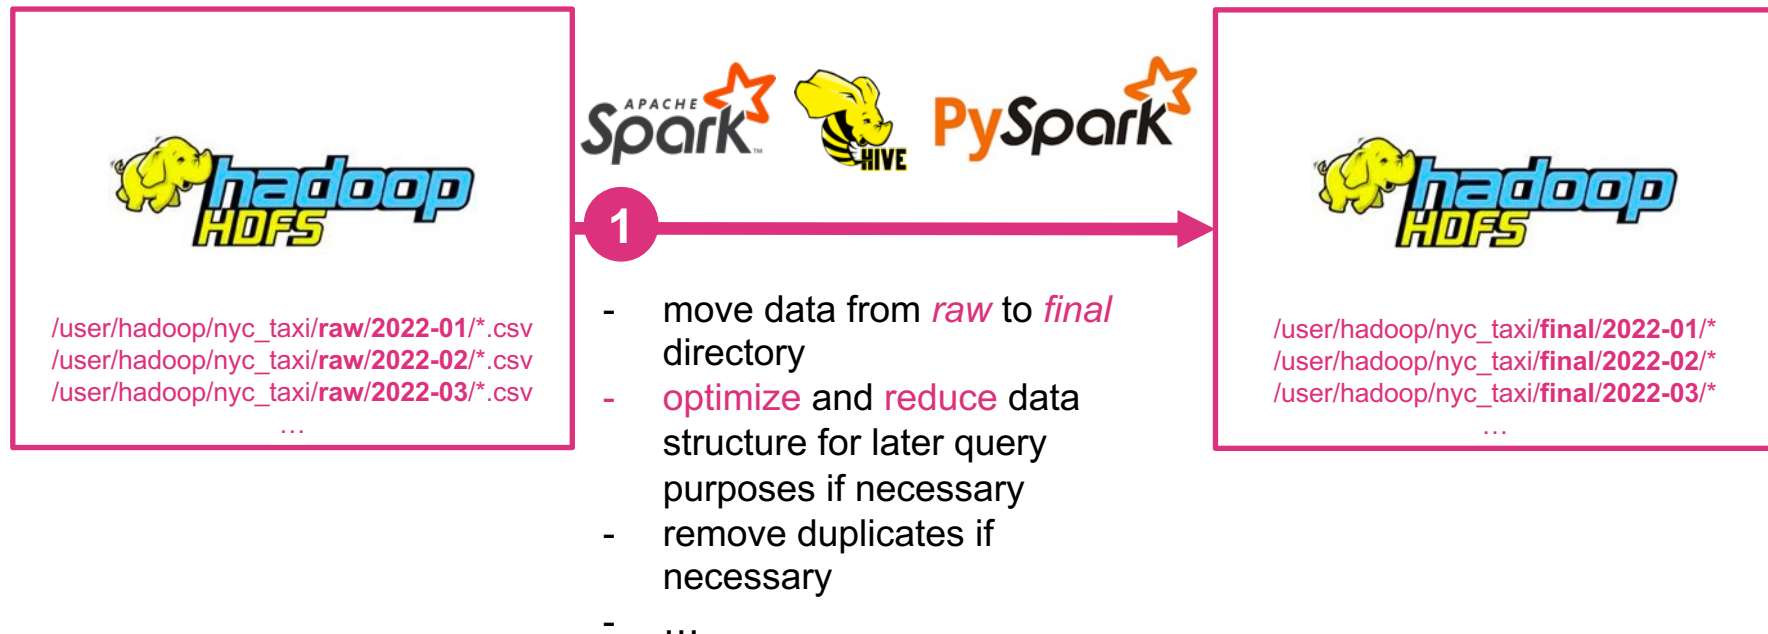 hadoop
HDFS
/user/hadoop/nyc_taxi/raw/2022-01/*.csv
/user/hadoop/nyc_taxi/raw/2022-02/*.csv
/user/hadoop/nyc_taxi/raw/2022-03/*.csv
...
APACHE
Spark™
HIVE
PySpark
1
- move data from raw to final
directory
- optimize and reduce data
structure for later query
purposes if necessary
- remove duplicates if
necessary
- ...
hadoop
HDFS
/user/hadoop/nyc_taxi/final/2022-01/*
/user/hadoop/nyc_taxi/final/2022-02/*
/user/hadoop/nyc_taxi/final/2022-03/*
...